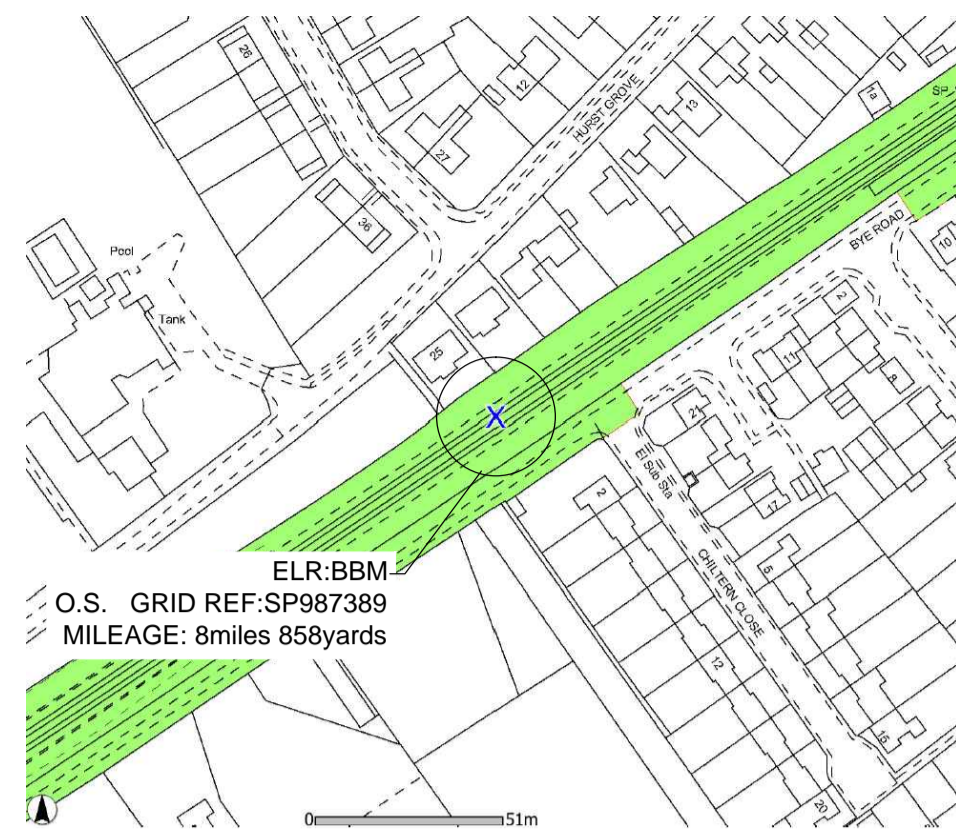 26
12
HURST GROVE
13
1a
SP
27
36
BYE ROAD
10
Pool
2
Tank
25
11
8
21
El Sub Sta
2
17
ELR:BBM
O.S. GRID REF:SP987389
MILEAGE: 8miles 858yards
5
CHILTERN CLOSE
12
15
20
0 51m
X